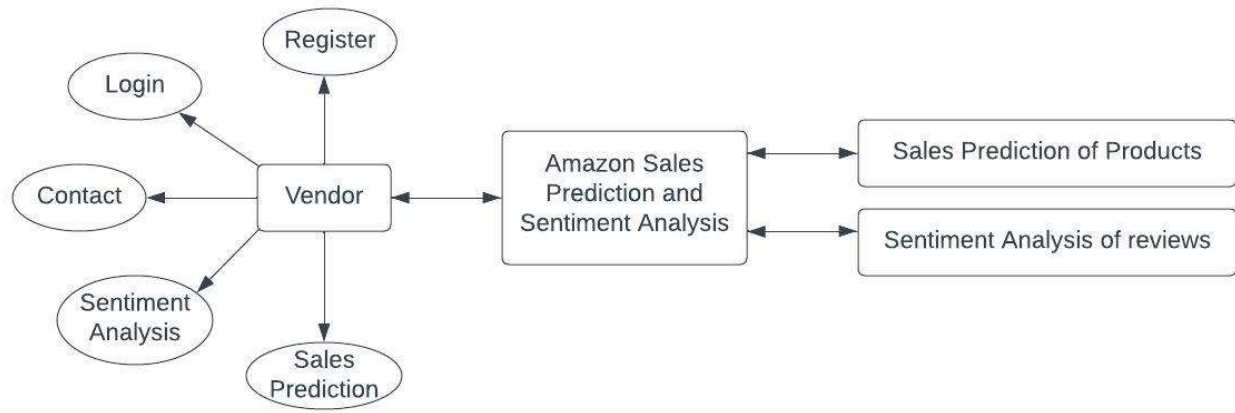 Register
Login
Contact
Vendor
Sentiment
Analysis
Sales
Prediction
Amazon Sales
Prediction and
Sentiment Analysis
Sales Prediction of Products
Sentiment Analysis of reviews